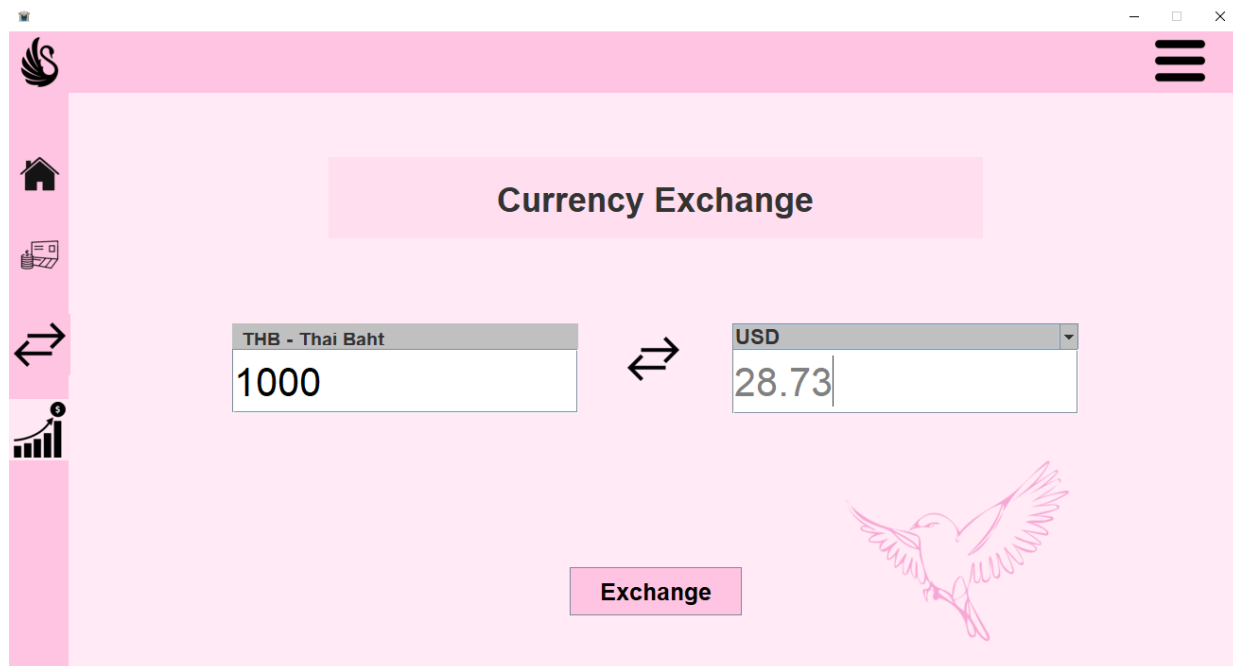 Currency Exchange
THB - Thai Baht
USD
1000
28.73
$
Exchange